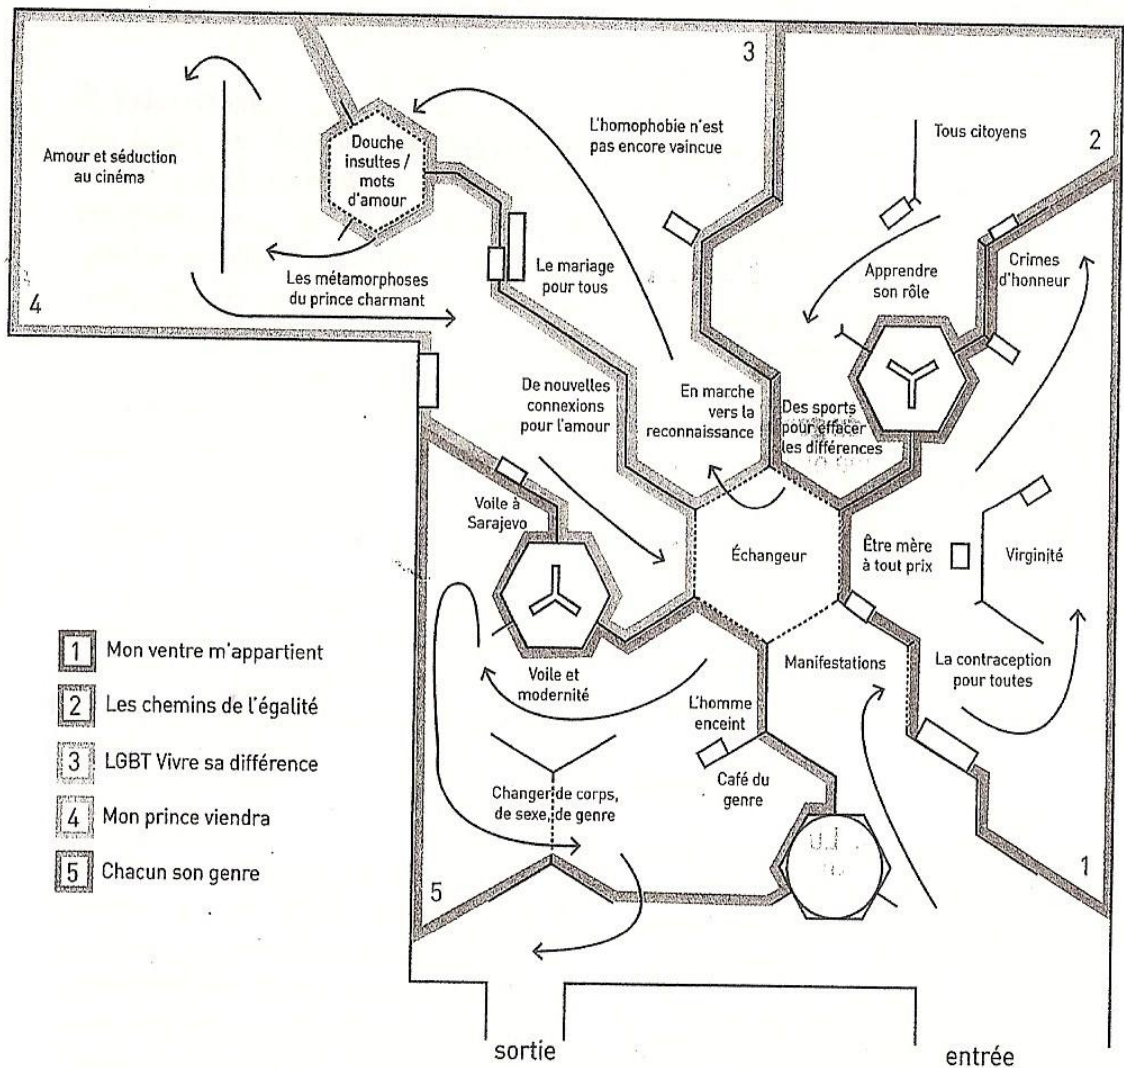 3
L'homophobie n'est
pas encore vaincue
Tous citoyens
2
Douche
insultes /
mots
d'amour
Amour et séduction
au cinéma
Les métamorphoses
du prince charmant
4
Le mariage
pour tous
Apprendre
son rôle
Crimes
d'honneur
De nouvelles
connexions
pour l'amour
En marche
vers la
reconnaissance
Des sports
pour effacer
les différences
Voile à
Sarajevo
Échangeur
Être mère
à tout prix
Virginité
Voile et
modernité
Manifestations
La contraception
pour toutes
L'homme
enceint
Café du
genre
Changer de corps,
de sexe, de genre
5
1
1 Mon ventre m'appartient
2 Les chemins de l'égalité
3 LGBT Vivre sa différence
4 Mon prince viendra
5 Chacun son genre
sortie
entrée